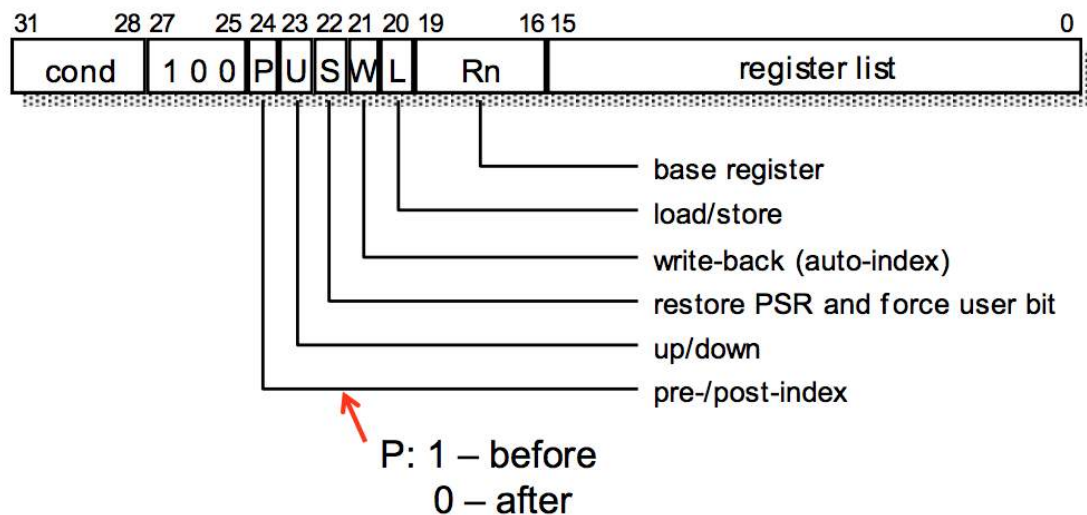 31 28 27 25 24 23 22 21 20 19 16 15 0
cond 1 0 0 P U S W L Rn register list
base register
load/store
write-back (auto-index)
restore PSR and force user bit
up/down
pre-/post-index
P: 1 – before
0 – after